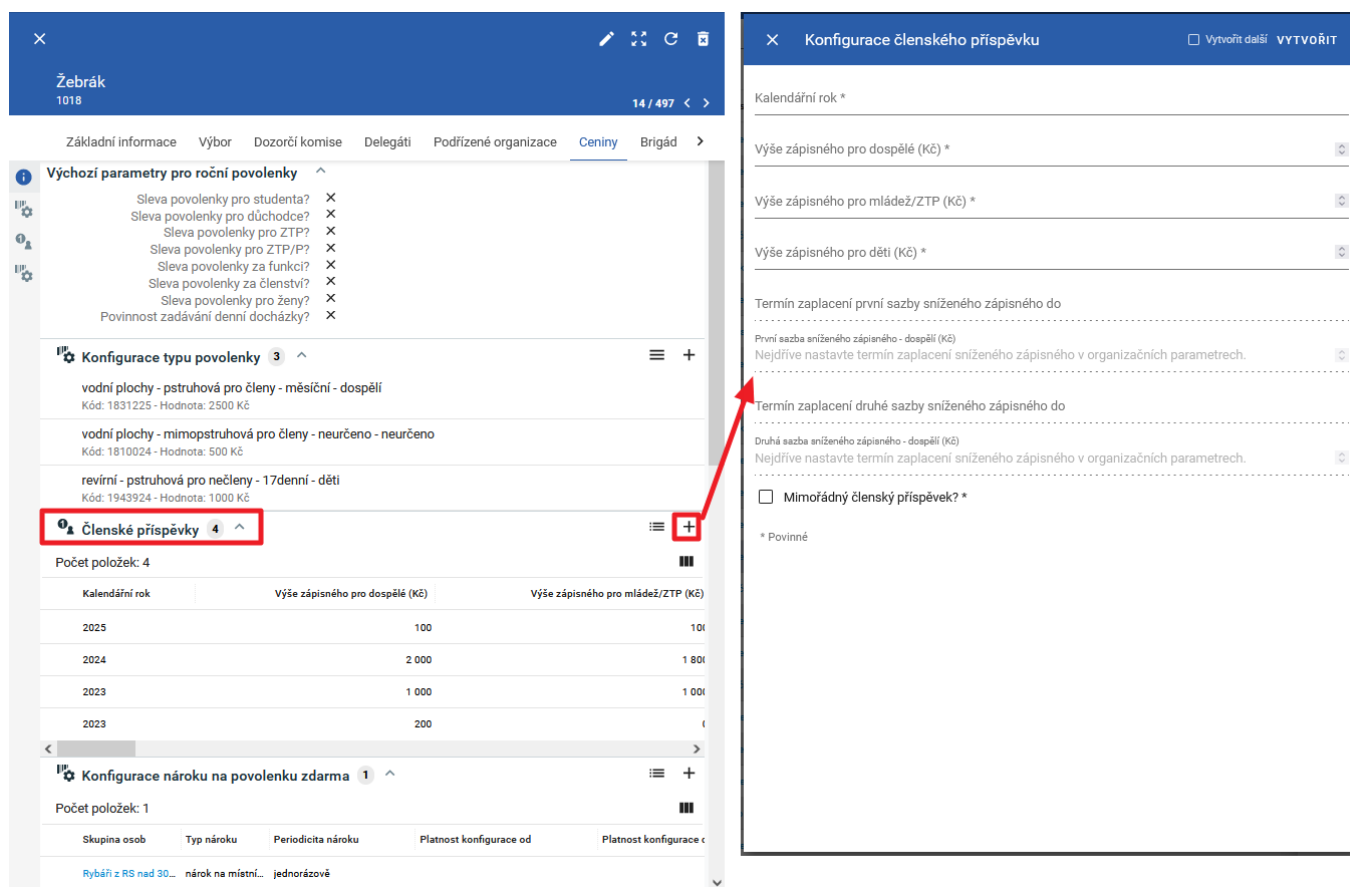 Žebrák
1018
14 / 497
Základní informace Výbor Dozorčí komise Delegáti Podřízené organizace Ceniny Brigád
Výchozí parametry pro roční povolenky
Sleva povolenky pro studenta?
Sleva povolenky pro důchodce?
Sleva povolenky pro ZTP?
Sleva povolenky pro ZTP/P?
Sleva povolenky za funkci?
Sleva povolenky za členství?
Sleva povolenky pro ženy?
Povinnost zadávání denní docházky?
Konfigurace typu povolenky 3
vodní plochy - pstruhová pro členy - měsíční - dospělí
Kód: 1831225 - Hodnota: 2500 Kč
vodní plochy - mimopstruhová pro členy - neurčeno - neurčeno
Kód: 1810024 - Hodnota: 500 Kč
revírní - pstruhová pro nečleny - 17denní - děti
Kód: 1943924 - Hodnota: 1000 Kč
Členské příspěvky 4
Počet položek: 4
Kalendářní rok Výše zápisného pro dospělé (Kč) Výše zápisného pro mládež/ZTP (Kč)
2025 100 100
2024 2 000 1 800
2023 1 000 1 000
2023 200 0
Konfigurace nároku na povolenku zdarma 1
Počet položek: 1
Skupina osob Typ nároku Periodicita nároku Platnost konfigurace od Platnost konfigurace
Rybáři z RS nad 30... nárok na místní... jednorázově
Konfigurace členského příspěvku Vytvořit další VYTVOŘIT
Kalendářní rok *
Výše zápisného pro dospělé (Kč) *
Výše zápisného pro mládež/ZTP (Kč) *
Výše zápisného pro děti (Kč) *
Termín zaplacení první sazby sníženého zápisného do
První sazba sníženého zápisného - dospělí (Kč)
Nejdříve nastavte termín zaplacení sníženého zápisného v organizačních parametrech.
Termín zaplacení druhé sazby sníženého zápisného do
Druhá sazba sníženého zápisného - dospělí (Kč)
Nejdříve nastavte termín zaplacení sníženého zápisného v organizačních parametrech.
Mimořádný členský příspěvek? *
* Povinné